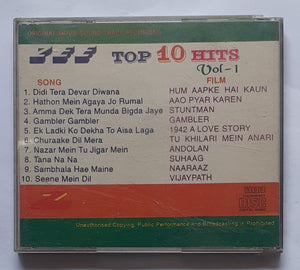 ORIGINAL MOVIE SOUND TRACK RECORDING
TOP 10 HITS
Vol-1
SONG FILM
1. Didi Tera Devar Diwana HUM AAPKE HAI KAUN
2. Hathon Mein Agaya Jo Rumal AAO PYAR KAREN
3. Amma Dek Tera Munda Bigda Jaye STUNTMAN
4. Gambler Gambler GAMBLER
5. Ek Ladki Ko Dekha To Aisa Laga 1942 A LOVE STORY
6. Churaake Dil Mera TU KHILARI MEIN ANARI
7. Nazar Mein Tu Jigar Mein ANDOLAN
8. Tana Na Na SUHAAG
9. Sambhala Hae Maine NAARAAZ
10. Seene Mein Dil VIJAYPATH
Unauthorised Copying, Public Performance And Broadcasting is Prohibited